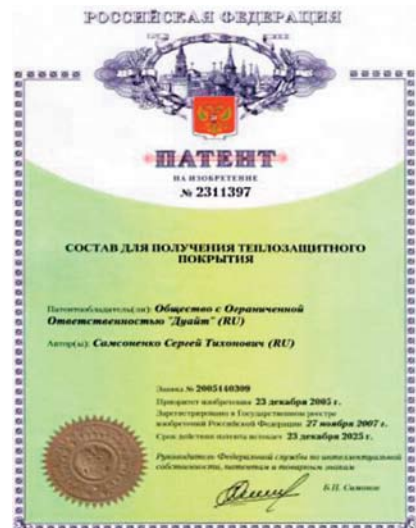 РОССИЙСКАЯ ФЕДЕРАЦИЯ
ПАТЕНТ
НА ИЗОБРЕТЕНИЕ
№ 2311397
СОСТАВ ДЛЯ ПОЛУЧЕНИЯ ТЕПЛОЗАЩИТНОГО
ПОКРЫТИЯ
Патентообладатель(ли): Общество с Ограниченной
Ответственностью "Дуайт" (RU)
Автор(ы): Самсоненко Сергей Тихонович (RU)
Заявка № 2005140309
Приоритет изобретения 23 декабря 2005 г.
Зарегистрировано в Государственном реестре
изобретений Российской Федерации 27 ноября 2007 г.
Срок действия патента истекает 23 декабря 2025 г.
Руководитель Федеральной службы по интеллектуальной
собственности, патентам и товарным знакам
Б.П. Симонов